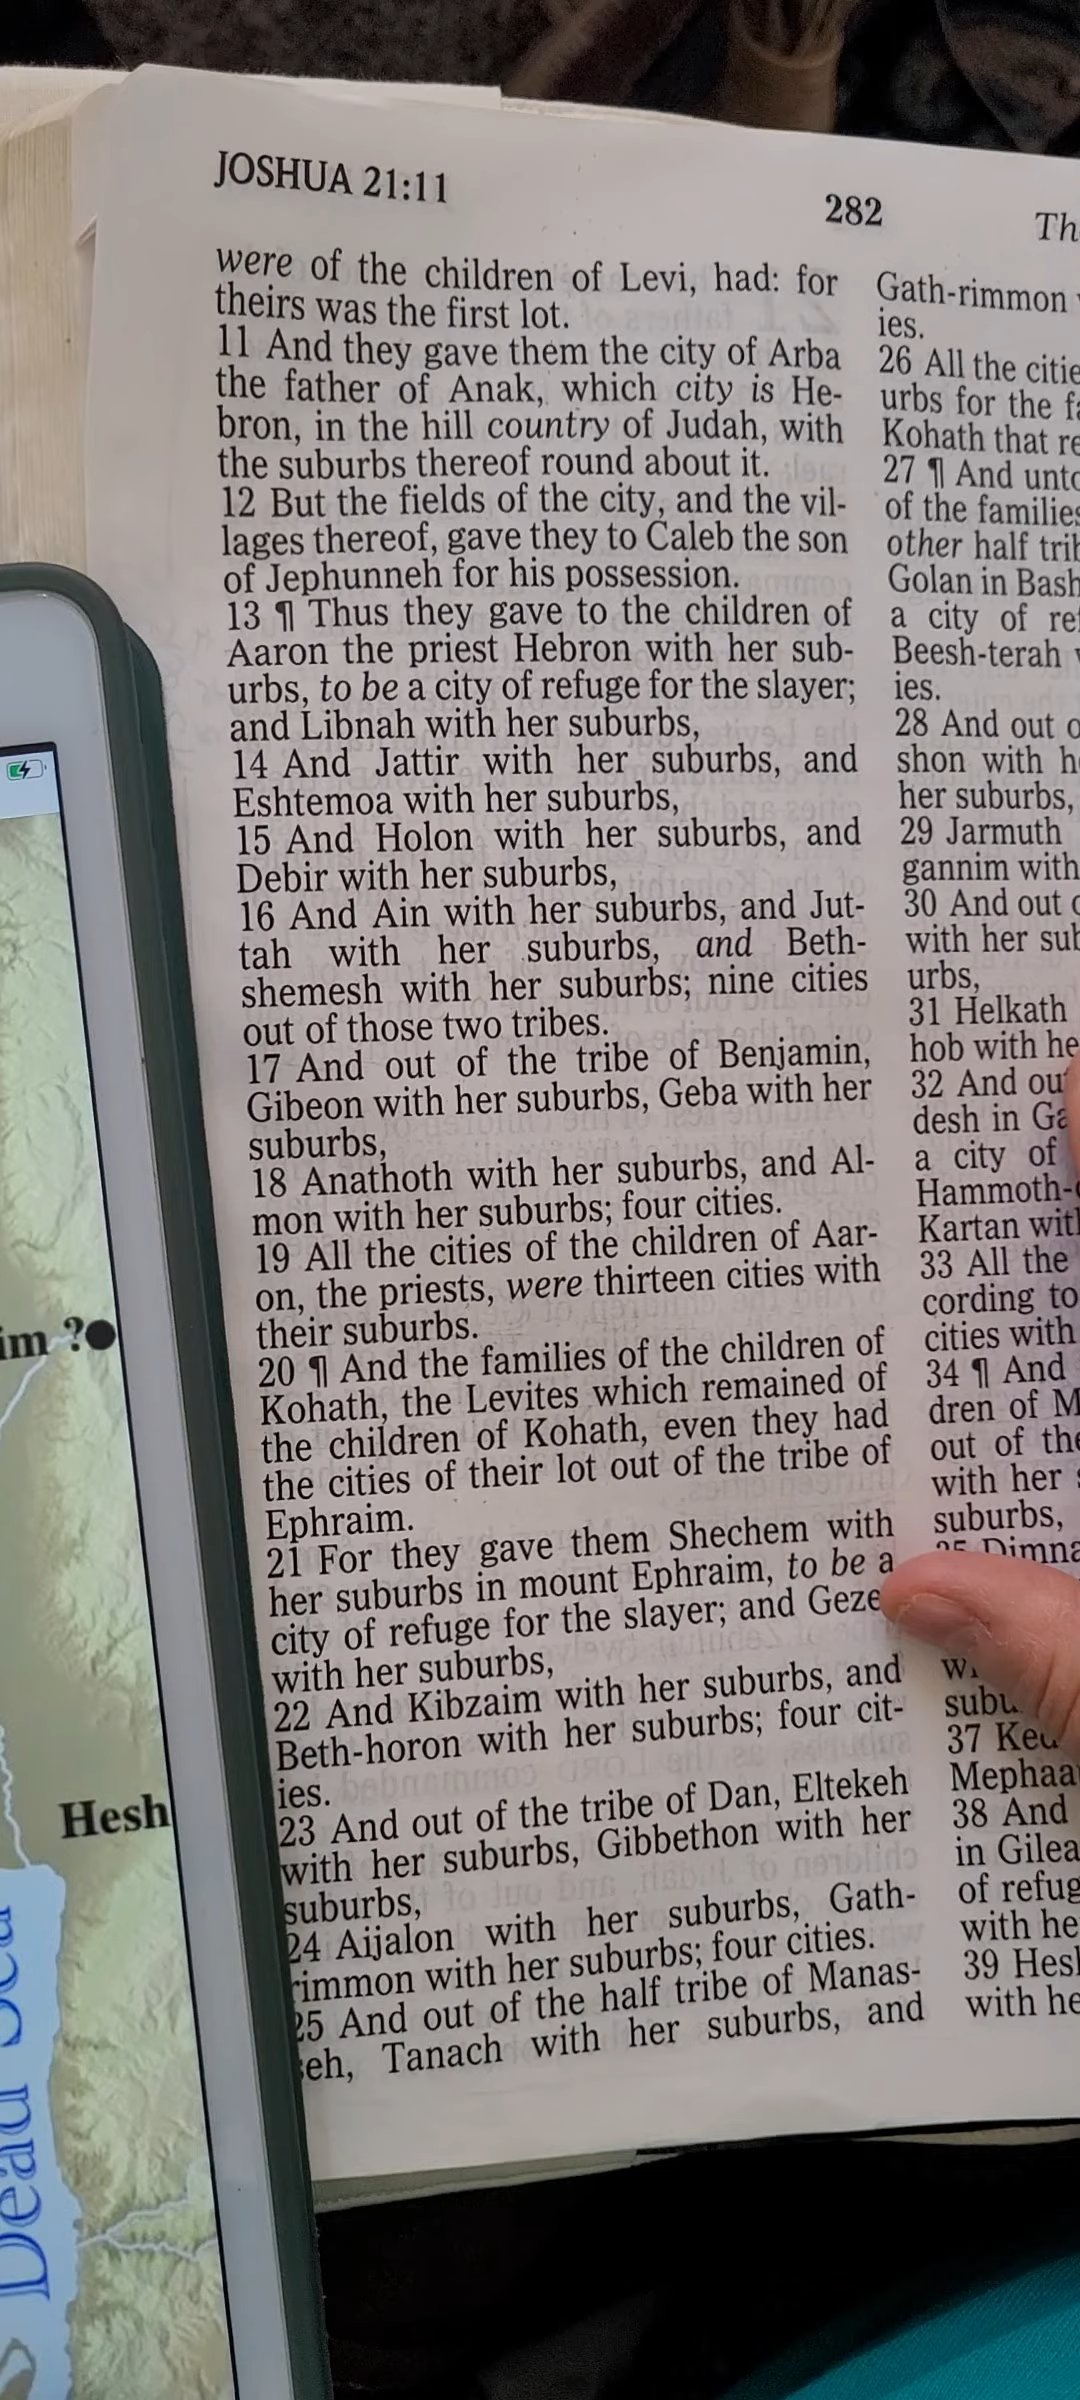 JOSHUA 21:11
282
Th
were of the children of Levi, had: for
theirs was the first lot.
11 And they gave them the city of Arba
the father of Anak, which city is He-
bron, in the hill country of Judah, with
the suburbs thereof round about it.
12 But the fields of the city, and the vil-
lages thereof, gave they to Caleb the son
of Jephunneh for his possession.
13 ¶ Thus they gave to the children of
Aaron the priest Hebron with her sub-
urbs, to be a city of refuge for the slayer;
and Libnah with her suburbs,
14 And Jattir with her suburbs, and
Eshtemoa with her suburbs,
15 And Holon with her suburbs, and
Debir with her suburbs,
16 And Ain with her suburbs, and Jut-
tah with her suburbs, and Beth-
shemesh with her suburbs; nine cities
out of those two tribes.
17 And out of the tribe of Benjamin,
Gibeon with her suburbs, Geba with her
suburbs,
18 Anathoth with her suburbs, and Al-
mon with her suburbs; four cities.
19 All the cities of the children of Aar-
on, the priests, were thirteen cities with
their suburbs.
20 ¶ And the families of the children of
Kohath, the Levites which remained of
the children of Kohath, even they had
the cities of their lot out of the tribe of
Ephraim.
21 For they gave them Shechem with
her suburbs in mount Ephraim, to be a
city of refuge for the slayer; and Geze
with her suburbs,
22 And Kibzaim with her suburbs, and
Beth-horon with her suburbs; four cit-
ies.
23 And out of the tribe of Dan, Eltekeh
with her suburbs, Gibbethon with her
suburbs,
24 Aijalon with her suburbs, Gath-
rimmon with her suburbs; four cities.
25 And out of the half tribe of Manas-
seh, Tanach with her suburbs, and
Gath-rimmon
ies.
26 All the citie
urbs for the fa
Kohath that re
27 ¶ And unto
of the families
other half trib
Golan in Bash
a city of ref
Beesh-terah
ies.
28 And out o
shon with he
her suburbs,
29 Jarmuth
gannim with
30 And out o
with her sub
urbs,
31 Helkath
hob with he
32 And out
desh in Ga
a city of
Hammoth-
Kartan with
33 All the
cording to
cities with
34 ¶ And
dren of M
out of the
with her
suburbs,
35 Dimna
subu
37 Ked
Mephaa
38 And
in Gilea
of refug
with he
39 Hesh
with he
im ?
Hesh
Dead Sea